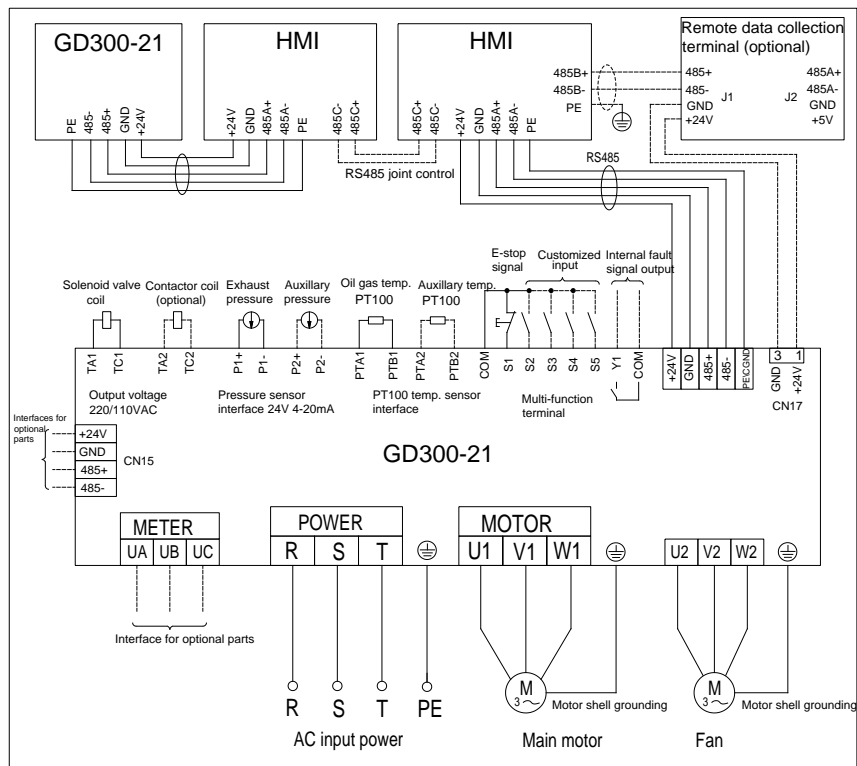 GD300-21
HMI
HMI
Remote data collection
terminal (optional)
PE
485-
485+
GND
+24V
+24V
GND
485A+
485A-
PE
485C-
485C+
485C+
485C-
+24V
GND
485A+
485A-
PE
485B+
485B-
PE
485+
485-
GND
+24V
J1
J2
485A+
485A-
GND
+5V
RS485 joint control
RS485
Solenoid valve
coil
Contactor coil
(optional)
Exhaust
pressure
Auxillary
pressure
Oil gas temp.
PT100
Auxillary temp.
PT100
E-stop
signal
Customized
input
Internal fault
signal output
TA1
TC1
TA2
TC2
P1+
P1-
P2+
P2-
PTA1
PTB1
PTA2
PTB2
COM
S1
S2
S3
S4
S5
Y1
COM
+24V
GND
485+
485-
PE\CGND
3
1
GND
+24V
CN17
Output voltage
220/110VAC
Pressure sensor
interface 24V 4-20mA
PT100 temp. sensor
interface
Multi-function
terminal
Interfaces for
optional
parts
+24V
GND
485+
485-
CN15
GD300-21
METER
UA
UB
UC
POWER
R
S
T
MOTOR
U1
V1
W1
U2
V2
W2
Interface for optional parts
M
3
Motor shell grounding
M
3
Motor shell grounding
R
S
T
PE
AC input power
Main motor
Fan